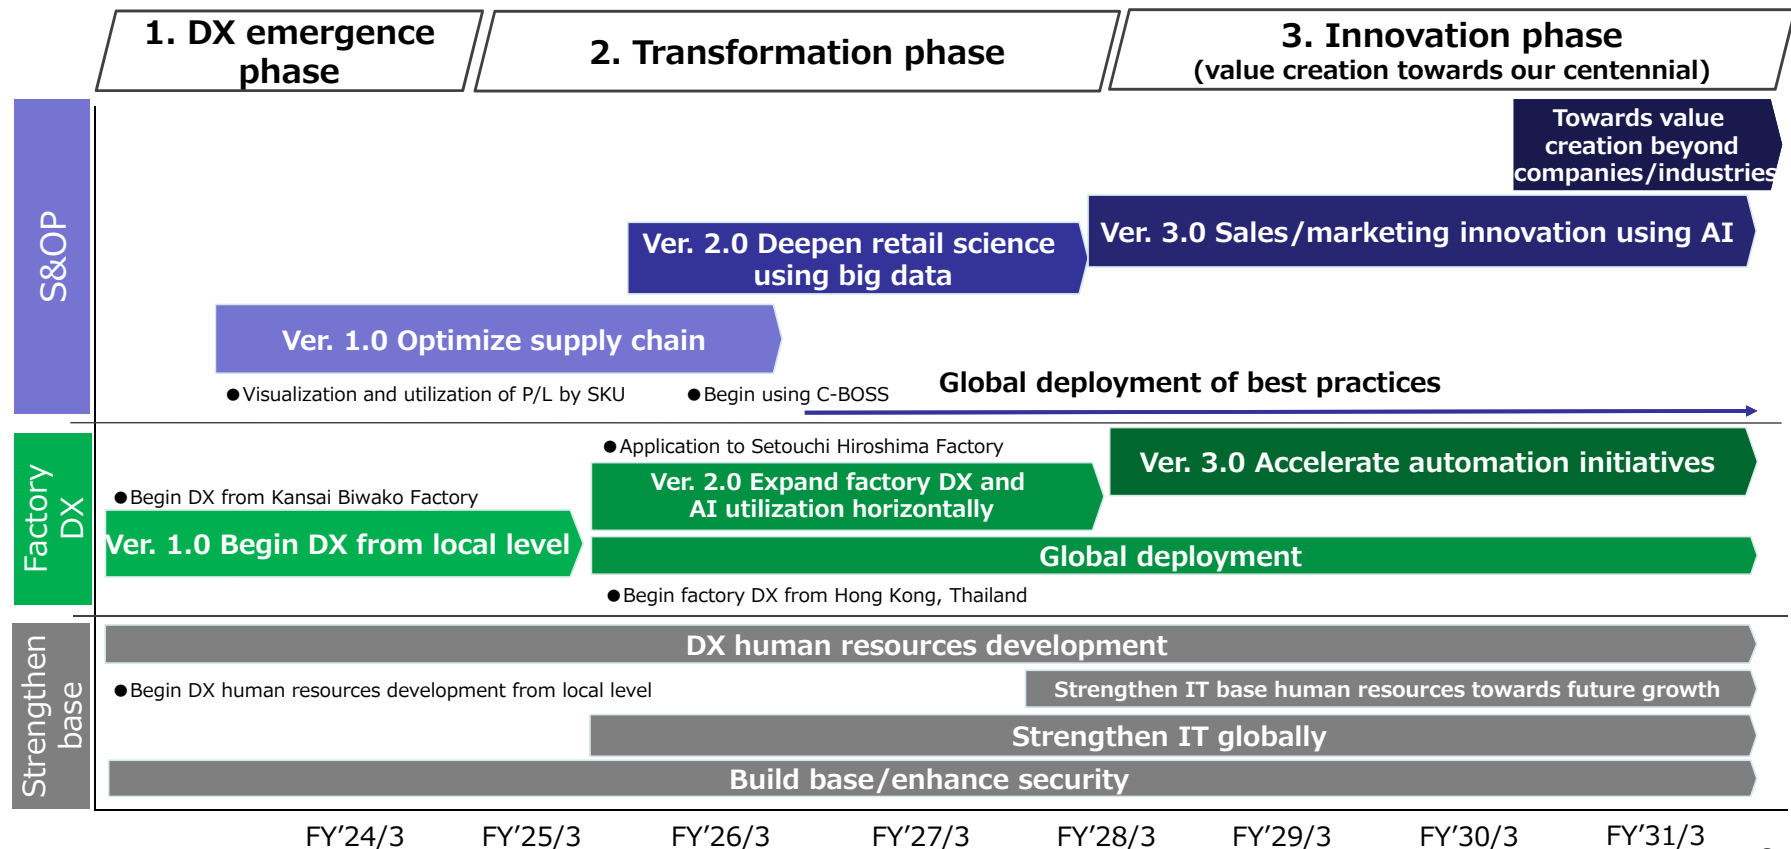 1. DX emergence
phase
2. Transformation phase
3. Innovation phase
(value creation towards our centennial)
S&OP
Towards value
creation beyond
companies/industries
Ver. 2.0 Deepen retail science
using big data
Ver. 3.0 Sales/marketing innovation using AI
Ver. 1.0 Optimize supply chain
●Visualization and utilization of P/L by SKU
●Begin using C-BOSS
Global deployment of best practices
Factory
DX
●Application to Setouchi Hiroshima Factory
Ver. 3.0 Accelerate automation initiatives
●Begin DX from Kansai Biwako Factory
Ver. 2.0 Expand factory DX and
AI utilization horizontally
Ver. 1.0 Begin DX from local level
Global deployment
●Begin factory DX from Hong Kong, Thailand
Strengthen
base
DX human resources development
●Begin DX human resources development from local level
Strengthen IT base human resources towards future growth
Strengthen IT globally
Build base/enhance security
FY'24/3
FY'25/3
FY'26/3
FY'27/3
FY'28/3
FY'29/3
FY'30/3
FY'31/3